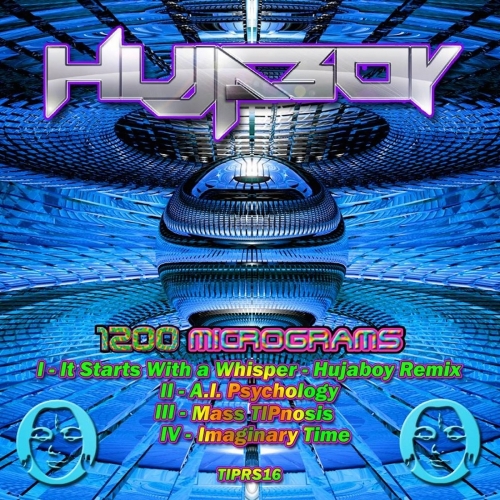 HUJABOY
1200 MICROGRAMS
I - It Starts With a Whisper - Hujaboy Remix
II - A.I. Psychology
III - Mass TIPnosis
IV - Imaginary Time
TIPRS16